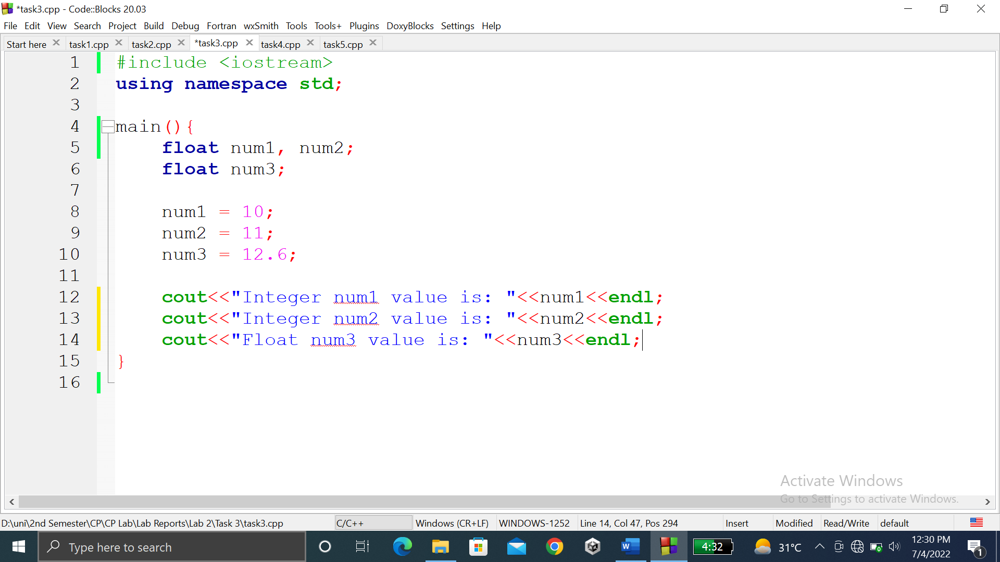 *task3.cpp - Code::Blocks 20.03
File Edit View Search Project Build Debug Fortran wxSmith Tools Tools+ Plugins DoxyBlocks Settings Help
Start here task1.cpp task2.cpp *task3.cpp task4.cpp task5.cpp
1 #include <iostream>
2 using namespace std;
3
4 main(){
5 float num1, num2;
6 float num3;
7
8 num1 = 10;
9 num2 = 11;
10 num3 = 12.6;
11
12 cout<<"Integer num1 value is: "<<num1<<endl;
13 cout<<"Integer num2 value is: "<<num2<<endl;
14 cout<<"Float num3 value is: "<<num3<<endl;
15 }
16
Activate Windows
Go to Settings to activate Windows.
D:\uni\2nd Semester\CP\CP Lab\Lab Reports\Lab 2\Task 3\task3.cpp C/C++ Windows (CR+LF) WINDOWS-1252 Line 14, Col 47, Pos 294 Insert Modified Read/Write default
Type here to search 4:32 31°C 12:30 PM
7/4/2022 1